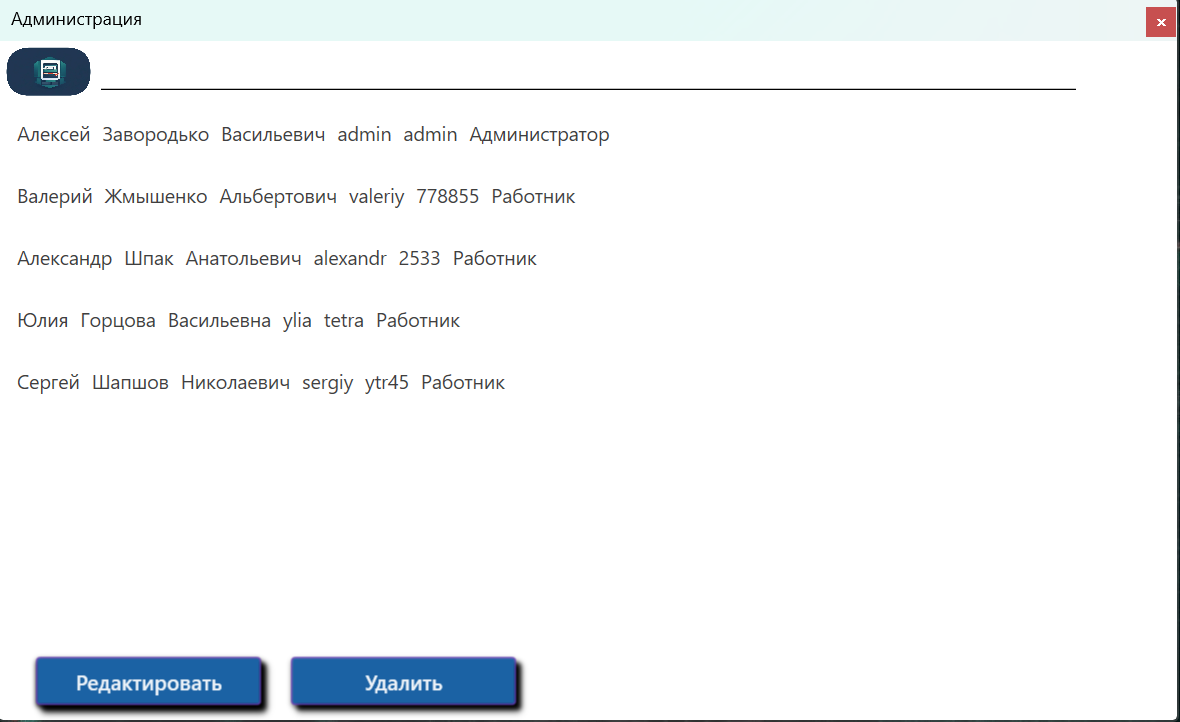 Администрация
Алексей Завородько Васильевич admin admin Администратор
Валерий Жмышенко Альбертович valeriy 778855 Работник
Александр Шпак Анатольевич alexandr 2533 Работник
Юлия Горцова Васильевна ylia tetra Работник
Сергей Шапшов Николаевич sergiy ytr45 Работник
Редактировать Удалить